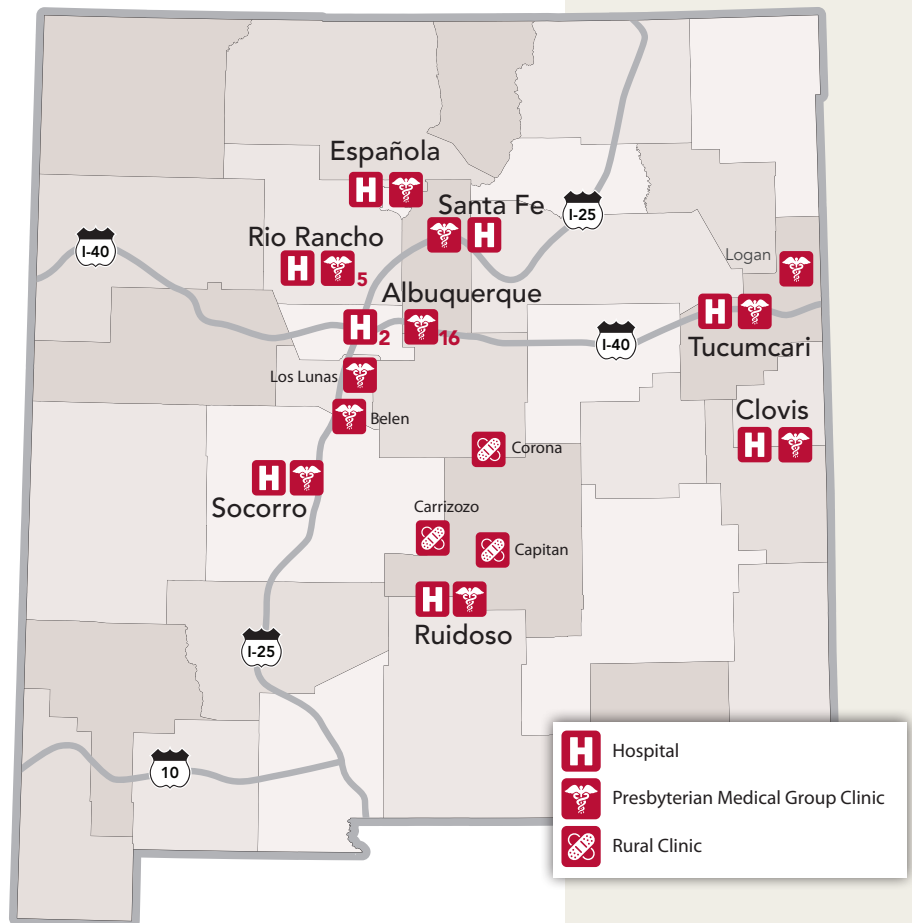 Española
H
Santa Fe
H
I-25
Rio Rancho
H
5
I-40
Logan
Albuquerque
H
2
16
H
I-40
Tucumcari
Los Lunas
Belen
Clovis
H
Corona
H
Socorro
Carrizozo
Capitan
H
Ruidoso
I-25
10
H Hospital
Presbyterian Medical Group Clinic
Rural Clinic